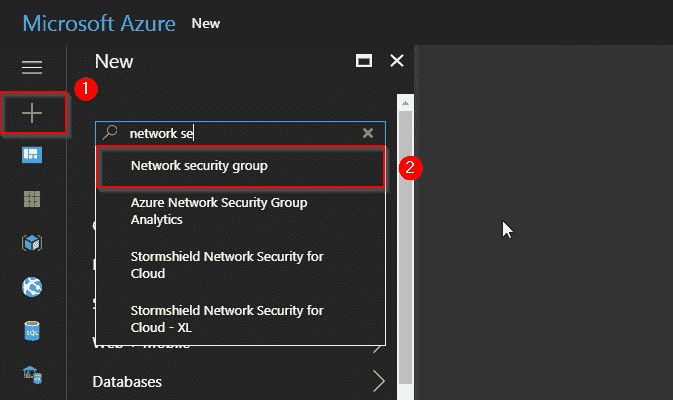 Microsoft Azure New
New
1
network se
Network security group
2
Azure Network Security Group
Analytics
Stormshield Network Security for
Cloud
Stormshield Network Security for
Cloud - XL
Web + Mobile
Databases
SQL